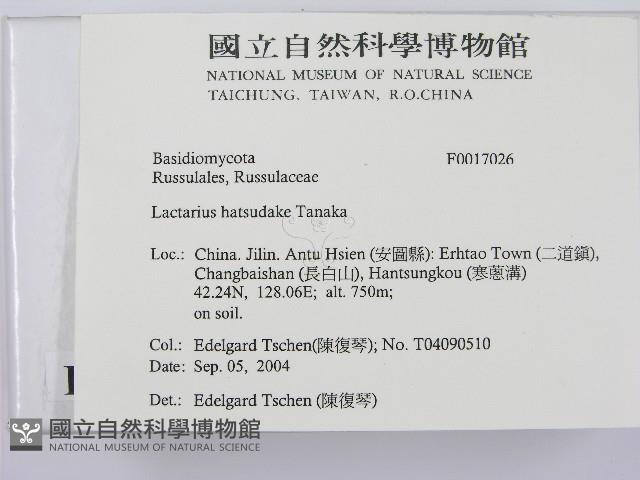 國立自然科學博物館
NATIONAL MUSEUM OF NATURAL SCIENCE
TAICHUNG, TAIWAN, R.O.CHINA
Basidiomycota F0017026
Russulales, Russulaceae
Lactarius hatsudake Tanaka
Loc.: China. Jilin. Antu Hsien (安圖縣): Erhtao Town (二道鎮),
Changbaishan (長白山), Hantsungkou (寒蔥溝)
42.24N, 128.06E; alt. 750m;
on soil.
Col.: Edelgard Tschen(陳復琴); No. T04090510
Date: Sep. 05, 2004
Det.: Edelgard Tschen (陳復琴)
國立自然科學博物館
NATIONAL MUSEUM OF NATURAL SCIENCE